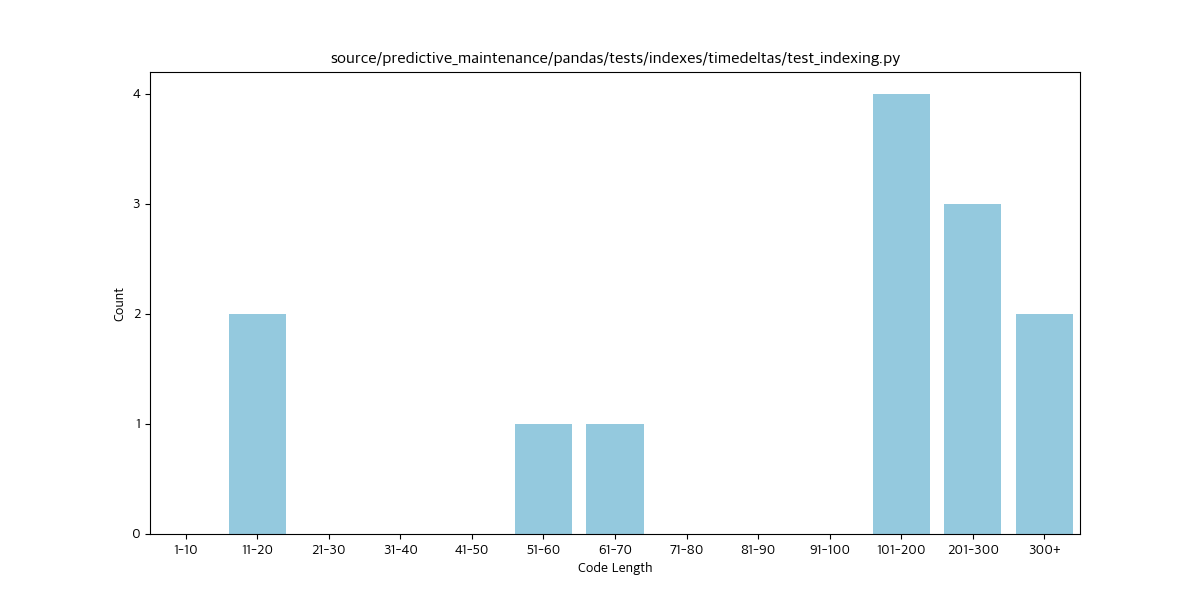 source/predictive_maintenance/pandas/tests/indexes/timedeltas/test_indexing.py
4
3
2
1
0
Count
1-10 11-20 21-30 31-40 41-50 51-60 61-70 71-80 81-90 91-100 101-200 201-300 300+
Code Length